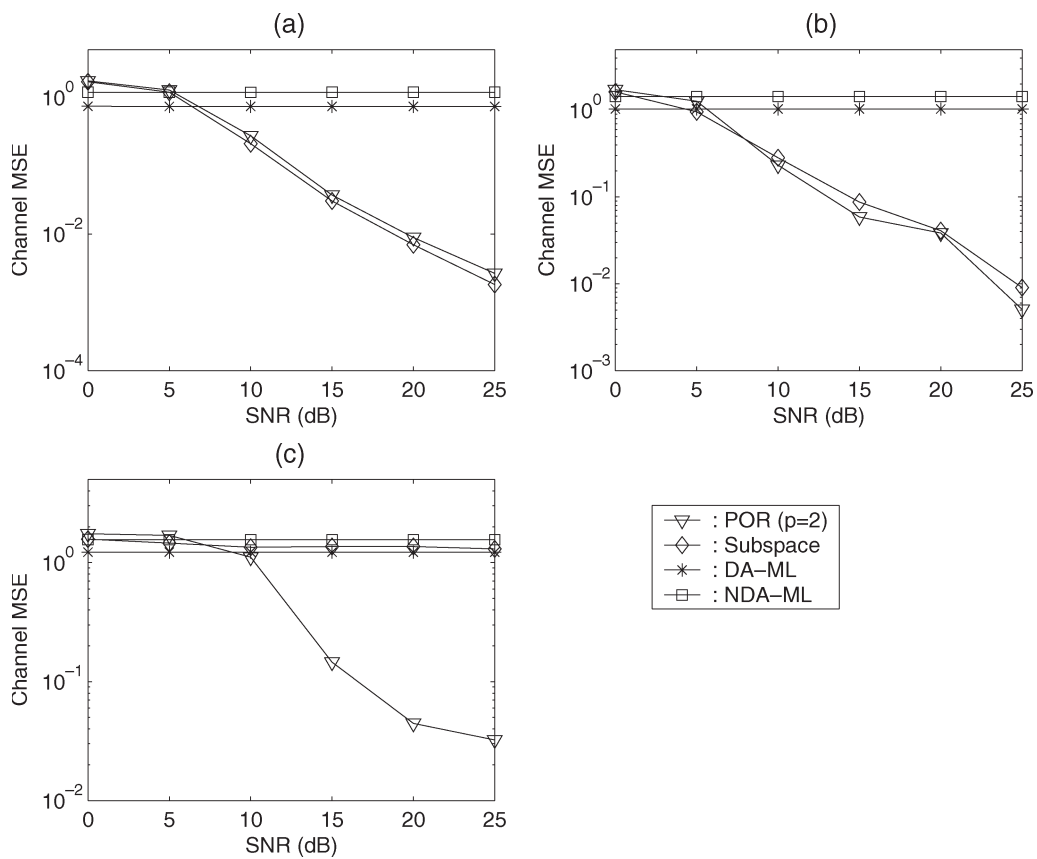 (a)
10^0
10^-2
10^-4
Channel MSE
0 5 10 15 20 25
SNR (dB)
(b)
10^0
10^-1
10^-2
10^-3
Channel MSE
0 5 10 15 20 25
SNR (dB)
(c)
10^0
10^-1
10^-2
Channel MSE
0 5 10 15 20 25
SNR (dB)
: POR (p=2)
: Subspace
: DA–ML
: NDA–ML